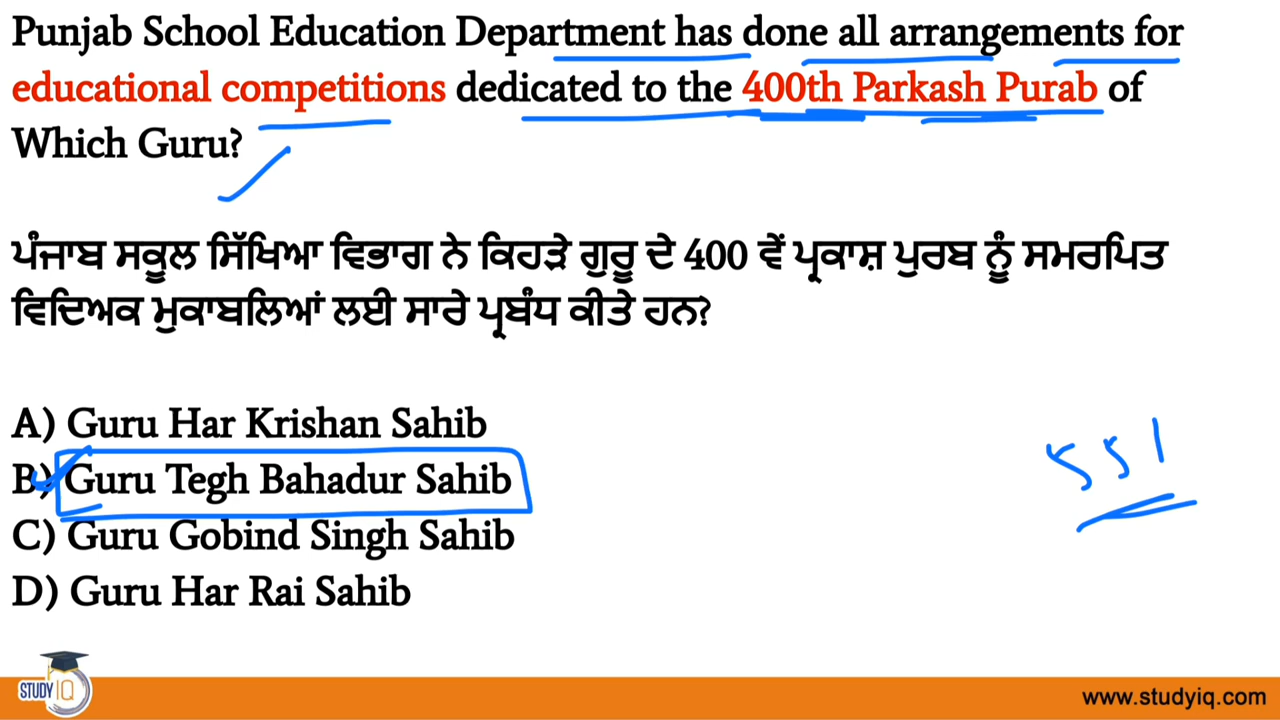 Punjab School Education Department has done all arrangements for
educational competitions dedicated to the 400th Parkash Purab of
Which Guru?
ਪੰਜਾਬ ਸਕੂਲ ਸਿੱਖਿਆ ਵਿਭਾਗ ਨੇ ਕਿਹੜੇ ਗੁਰੂ ਦੇ 400 ਵੇਂ ਪ੍ਰਕਾਸ਼ ਪੁਰਬ ਨੂੰ ਸਮਰਪਿਤ
ਵਿਦਿਅਕ ਮੁਕਾਬਲਿਆਂ ਲਈ ਸਾਰੇ ਪ੍ਰਬੰਧ ਕੀਤੇ ਹਨ?
A) Guru Har Krishan Sahib
B) Guru Tegh Bahadur Sahib
551
C) Guru Gobind Singh Sahib
D) Guru Har Rai Sahib
STUDY IQ
www.studyiq.com